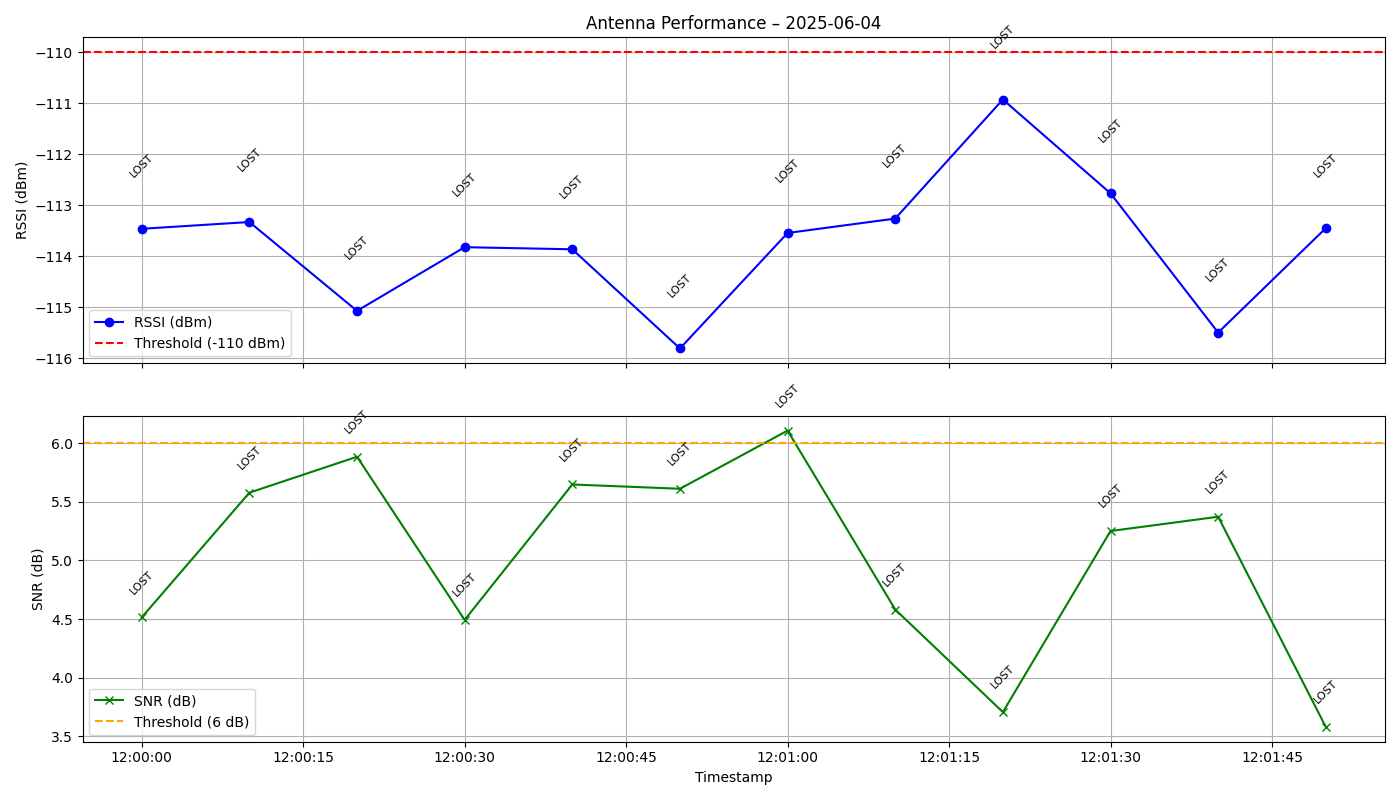 Antenna Performance – 2025-06-04
RSSI (dBm)
−110
−111
−112
−113
−114
−115
−116
LOST
LOST
LOST
LOST
LOST
LOST
LOST
LOST
LOST
LOST
LOST
LOST
RSSI (dBm)
Threshold (-110 dBm)
SNR (dB)
6.0
5.5
5.0
4.5
4.0
3.5
LOST
LOST
LOST
LOST
LOST
LOST
LOST
LOST
LOST
LOST
LOST
LOST
SNR (dB)
Threshold (6 dB)
12:00:00 12:00:15 12:00:30 12:00:45 12:01:00 12:01:15 12:01:30 12:01:45
Timestamp